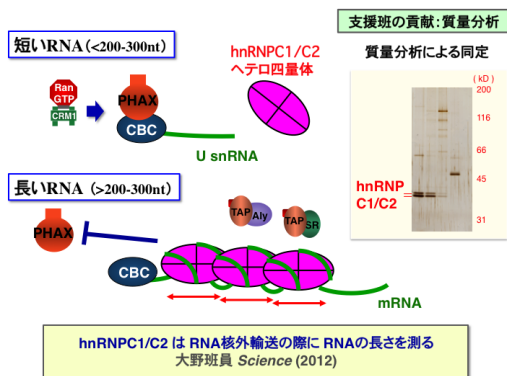 支援班の貢献:質量分析
短いRNA(<200-300nt)
hnRNPC1/C2
ヘテロ四量体
質量分析による同定
Ran
GTP
CRM1
PHAX
CBC
U snRNA
( kD )
200
116
66
45
31
hnRNP
C1/C2
長いRNA (>200-300nt)
PHAX
TAP
Aly
TAP
SR
CBC
mRNA
hnRNPC1/C2 は RNA核外輸送の際に RNAの長さを測る
大野班員 Science (2012)